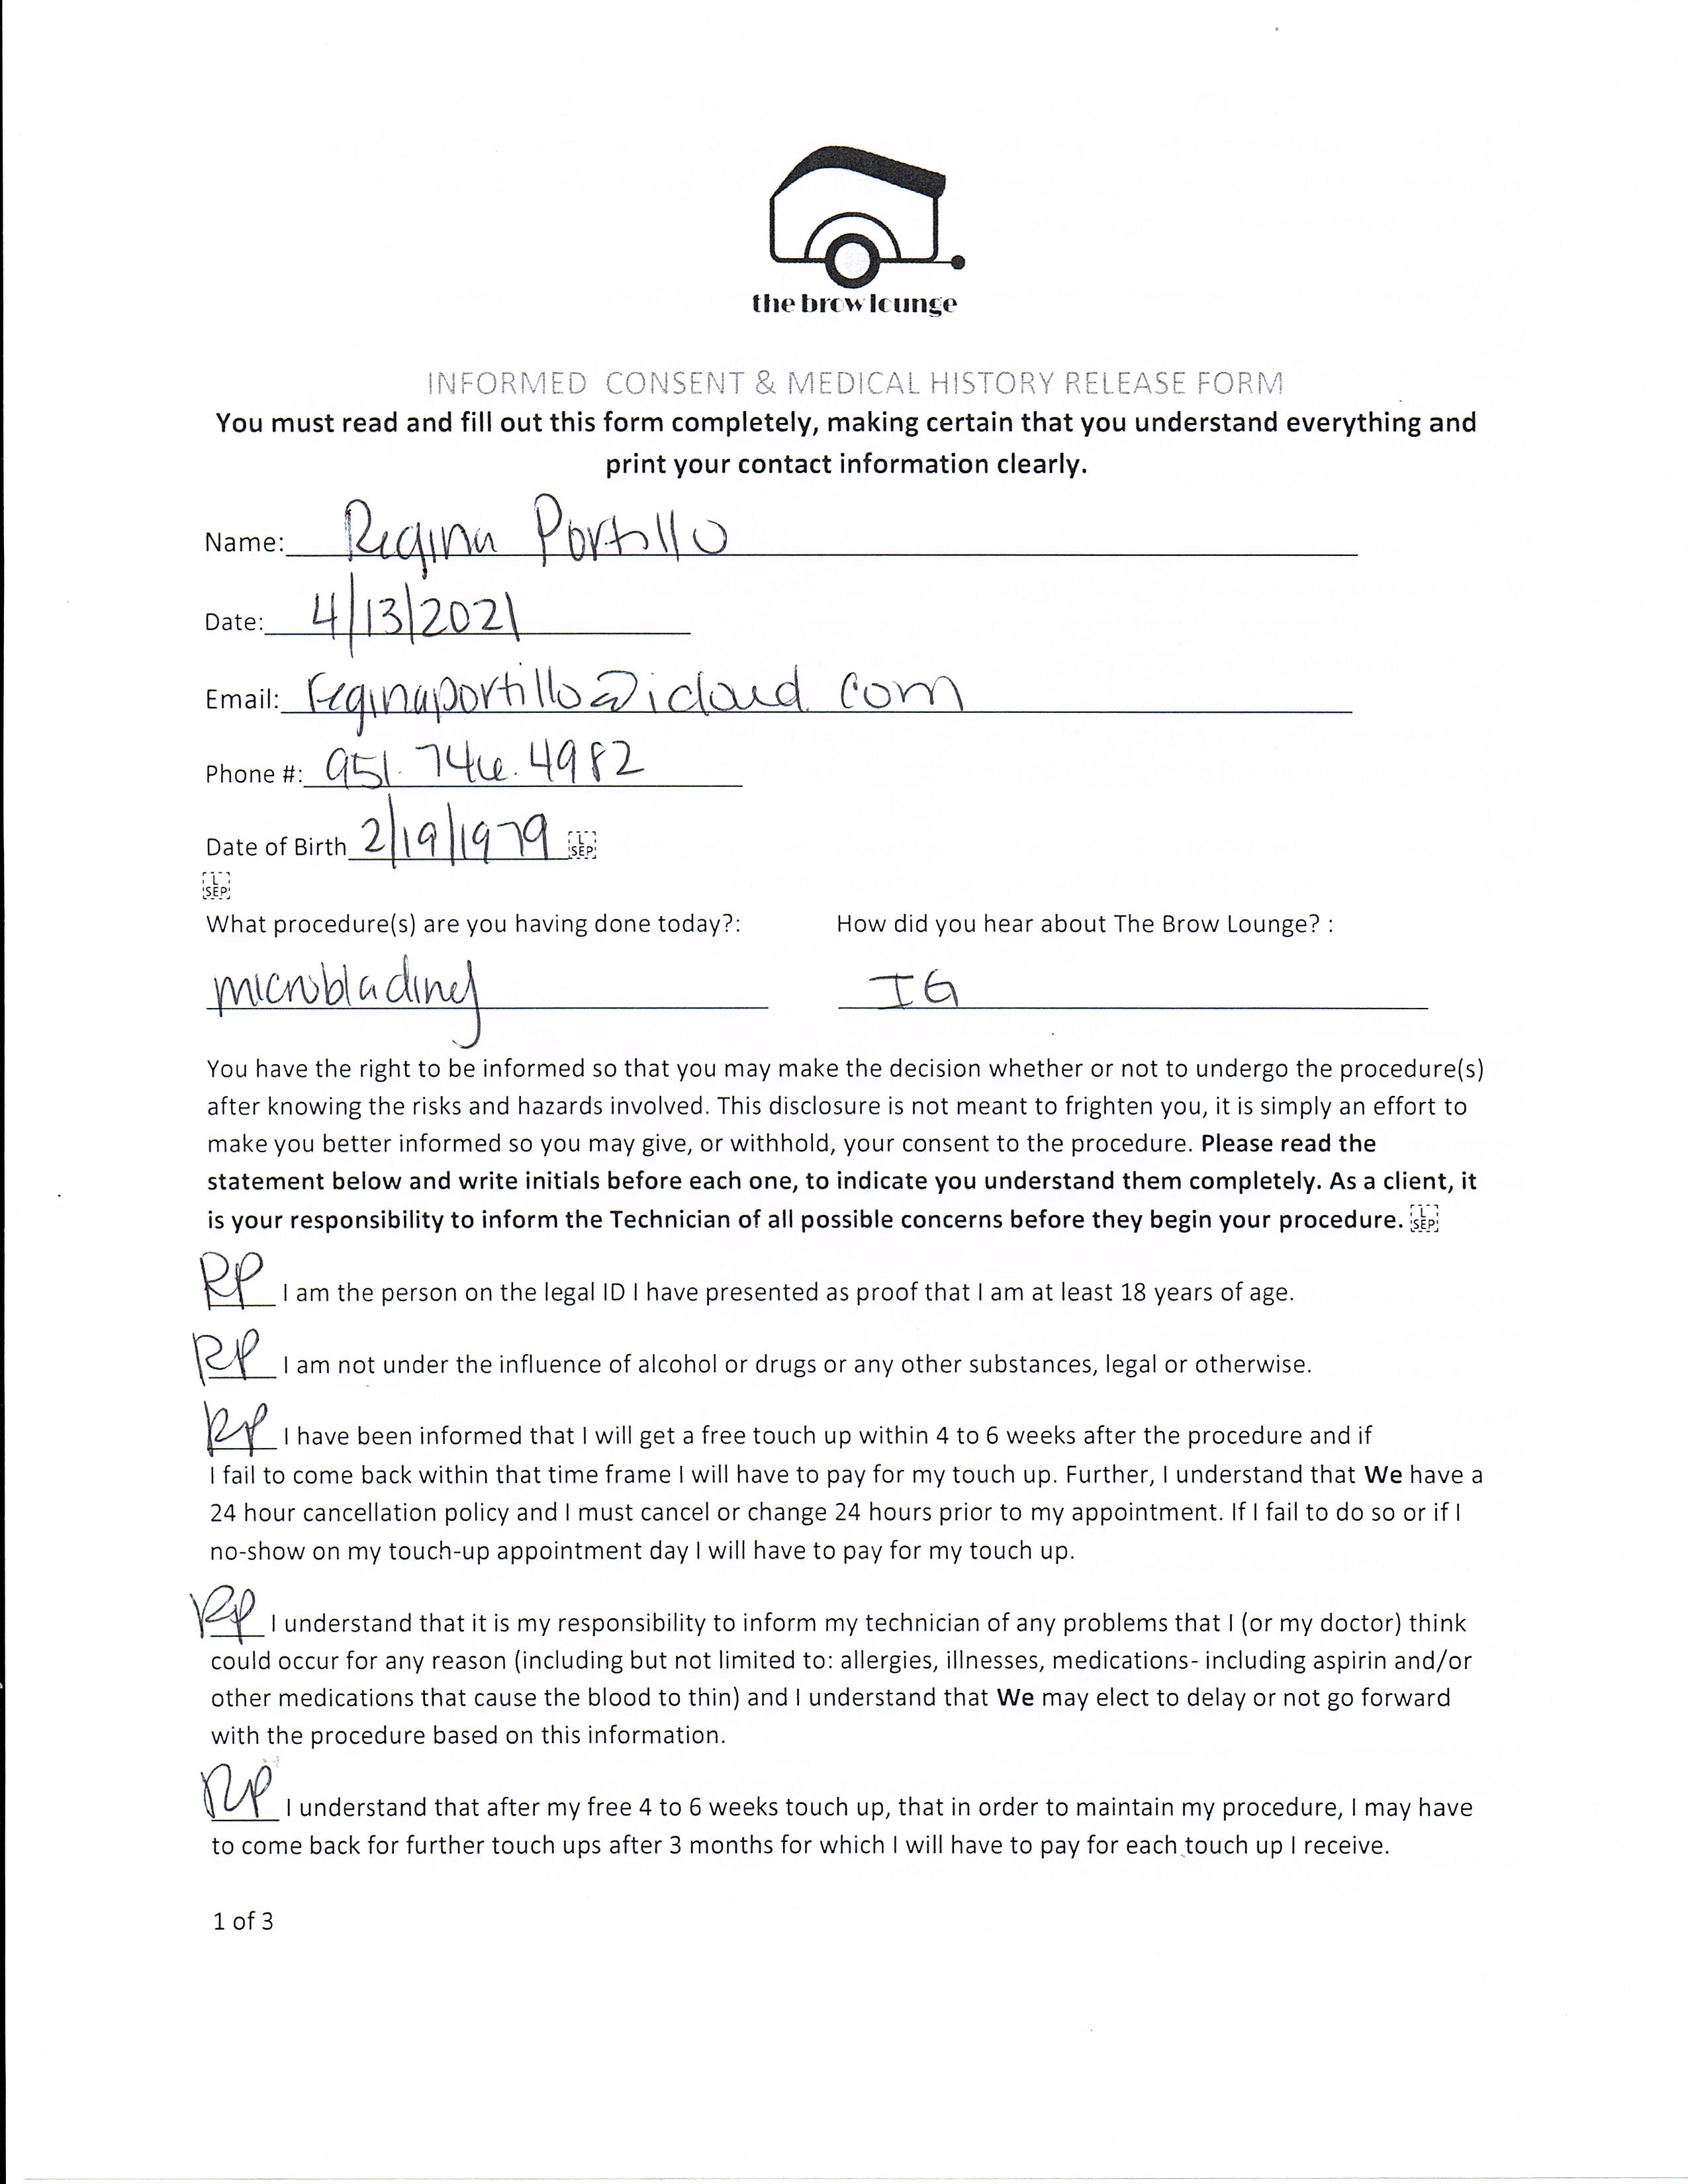 the brow lounge
INFORMED CONSENT & MEDICAL HISTORY RELEASE FORM
You must read and fill out this form completely, making certain that you understand everything and
print your contact information clearly.
Name: Regina Portillo
Date: 4/13/2021
Email: reginaportillo@icloud.com
Phone #: 951.746.4982
Date of Birth 2/19/1979 L SEP
L SEP
What procedure(s) are you having done today?: How did you hear about The Brow Lounge? :
microblading IG
You have the right to be informed so that you may make the decision whether or not to undergo the procedure(s)
after knowing the risks and hazards involved. This disclosure is not meant to frighten you, it is simply an effort to
make you better informed so you may give, or withhold, your consent to the procedure. Please read the
statement below and write initials before each one, to indicate you understand them completely. As a client, it
is your responsibility to inform the Technician of all possible concerns before they begin your procedure. L SEP
RP I am the person on the legal ID I have presented as proof that I am at least 18 years of age.
RP I am not under the influence of alcohol or drugs or any other substances, legal or otherwise.
RP I have been informed that I will get a free touch up within 4 to 6 weeks after the procedure and if
I fail to come back within that time frame I will have to pay for my touch up. Further, I understand that We have a
24 hour cancellation policy and I must cancel or change 24 hours prior to my appointment. If I fail to do so or if I
no-show on my touch-up appointment day I will have to pay for my touch up.
RP I understand that it is my responsibility to inform my technician of any problems that I (or my doctor) think
could occur for any reason (including but not limited to: allergies, illnesses, medications- including aspirin and/or
other medications that cause the blood to thin) and I understand that We may elect to delay or not go forward
with the procedure based on this information.
RP I understand that after my free 4 to 6 weeks touch up, that in order to maintain my procedure, I may have
to come back for further touch ups after 3 months for which I will have to pay for each touch up I receive.
1 of 3